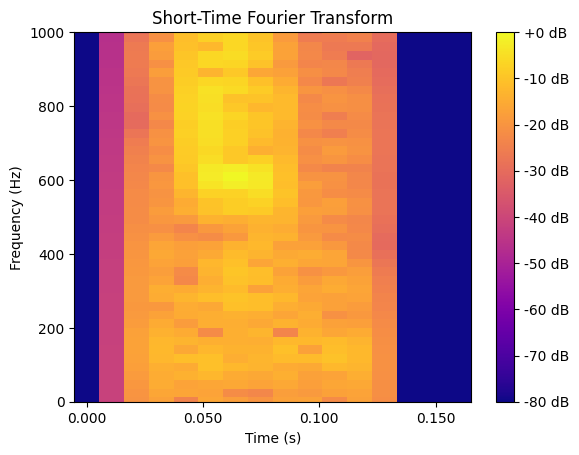 Short-Time Fourier Transform
Frequency (Hz)
1000
800
600
400
200
0
0.000
0.050
0.100
0.150
Time (s)
+0 dB
-10 dB
-20 dB
-30 dB
-40 dB
-50 dB
-60 dB
-70 dB
-80 dB